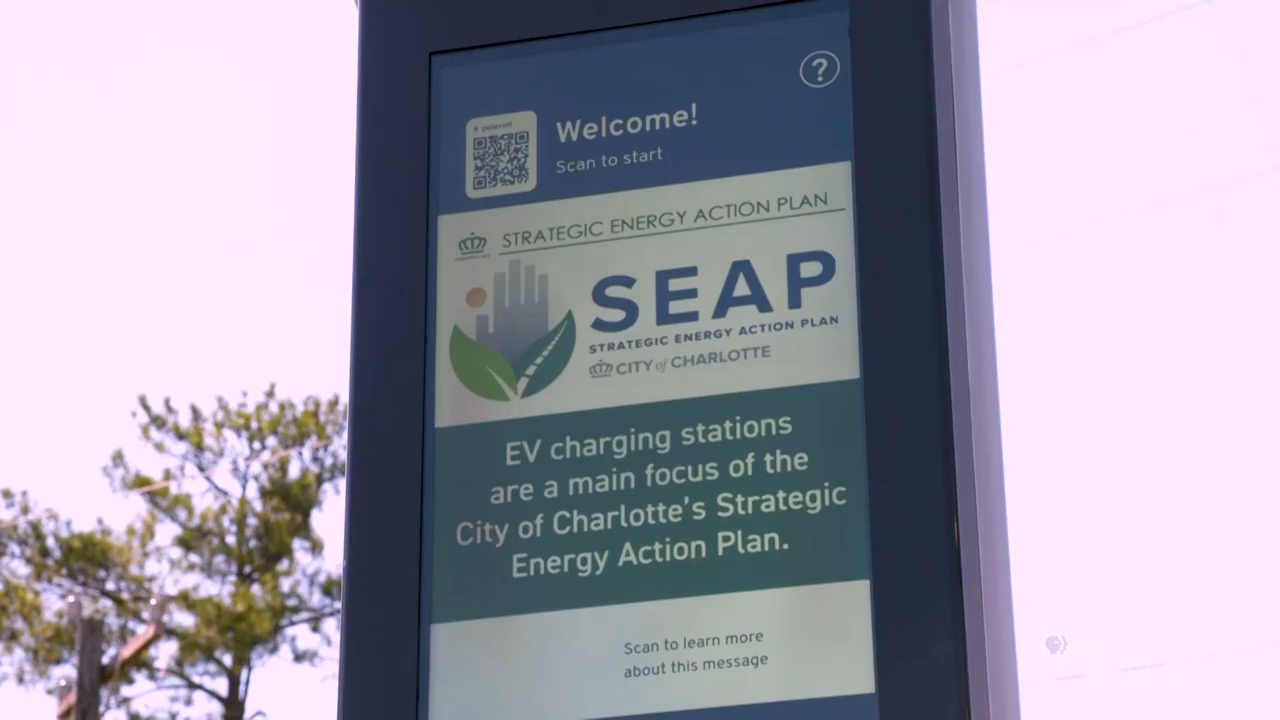 ?
Welcome!
Scan to start
STRATEGIC ENERGY ACTION PLAN
SEAP
STRATEGIC ENERGY ACTION PLAN
CITY of CHARLOTTE
EV charging stations
are a main focus of the
City of Charlotte's Strategic
Energy Action Plan.
Scan to learn more
about this message